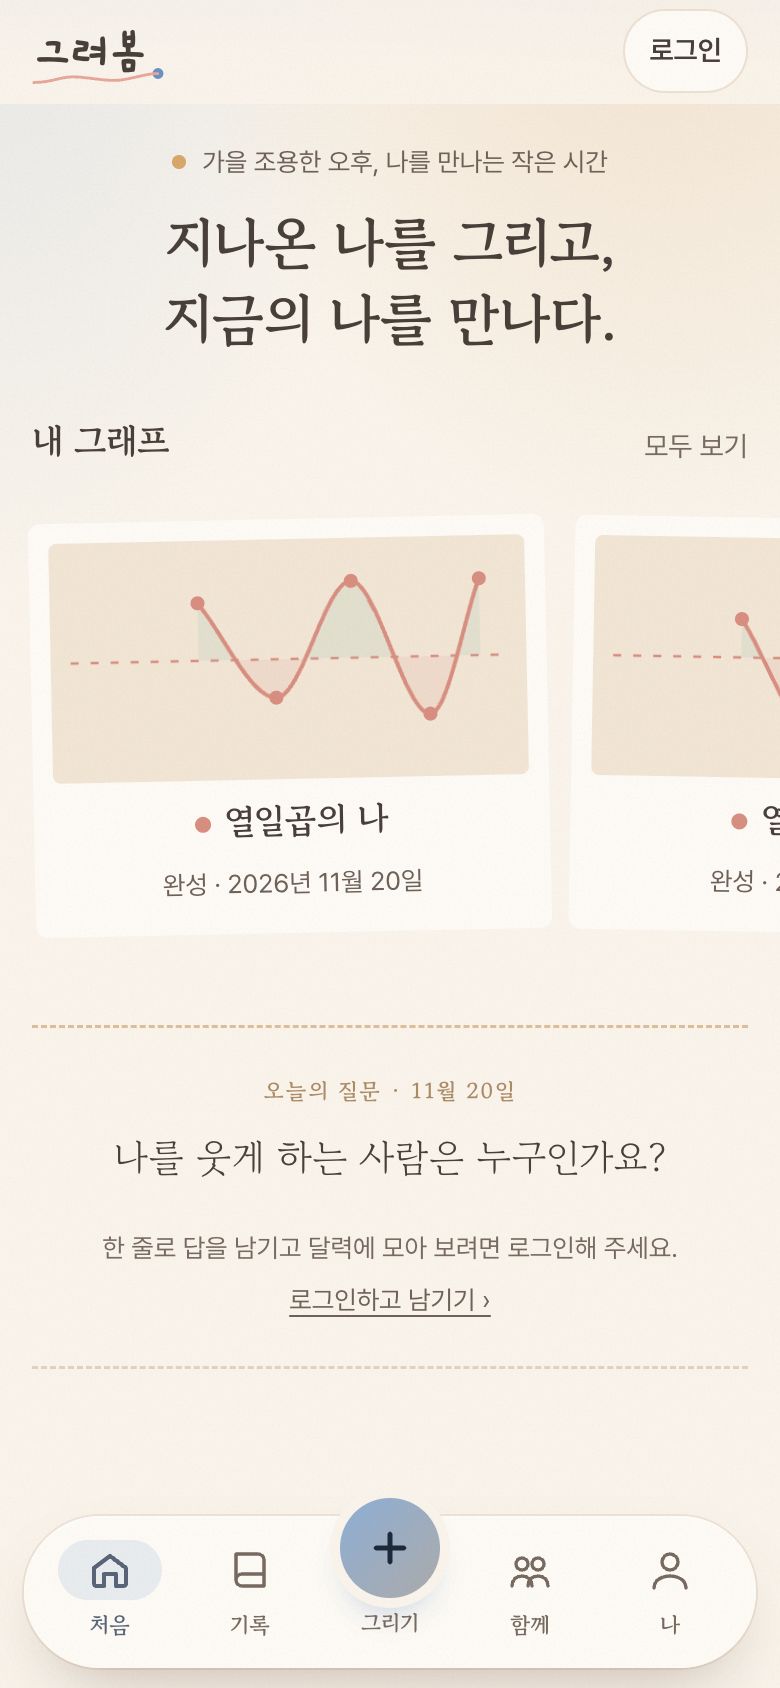 그려봄
로그인
가을 조용한 오후, 나를 만나는 작은 시간
지나온 나를 그리고,
지금의 나를 만나다.
내 그래프
모두 보기
열일곱의 나
완성 · 2026년 11월 20일
완성 ·
오늘의 질문 · 11월 20일
나를 웃게 하는 사람은 누구인가요?
한 줄로 답을 남기고 달력에 모아 보려면 로그인해 주세요.
로그인하고 남기기 ›
처음
기록
그리기
함께
나